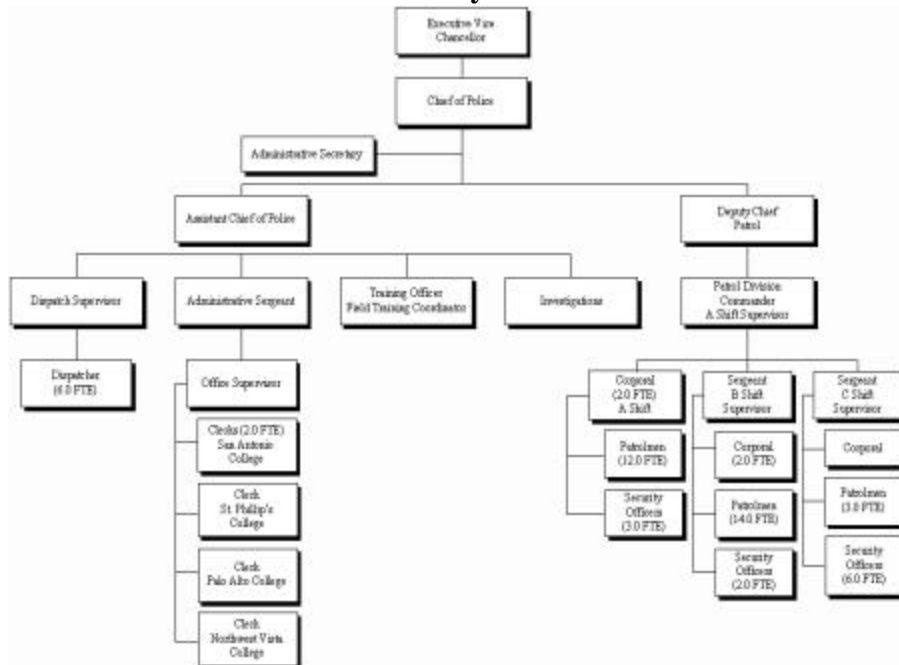 Executive Vice
Chancellor
Chief of Police
Administrative Secretary
Assistant Chief of Police
Deputy Chief
Patrol
Dispatch Supervisor
Administrative Sergeant
Training Officer
Field Training Coordinator
Investigations
Patrol Division
Commander
A Shift Supervisor
Dispatcher
(6.0 FTE)
Office Supervisor
Clerks (2.0 FTE)
San Antonio
College
Clerk
St. Phillip's
College
Clerk
Palo Alto College
Clerk
Northwest Vista
College
Corporal
(2.0 FTE)
A Shift
Patrolmen
(12.0 FTE)
Security
Officers
(3.0 FTE)
Sergeant
B Shift
Supervisor
Corporal
(2.0 FTE)
Patrolmen
(14.0 FTE)
Security
Officers
(2.0 FTE)
Sergeant
C Shift
Supervisor
Corporal
Patrolmen
(3.0 FTE)
Security
Officers
(6.0 FTE)